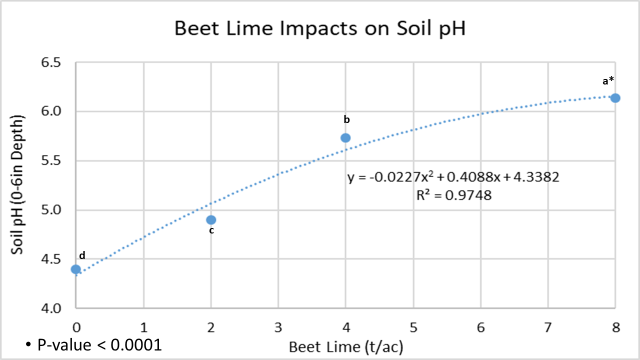 Beet Lime Impacts on Soil pH
6.5
6.0
5.5
5.0
4.5
4.0
Soil pH (0-6in Depth)
a*
b
c
d
y = -0.0227x² + 0.4088x + 4.3382
R² = 0.9748
0 1 2 3 4 5 6 7 8
Beet Lime (t/ac)
• P-value < 0.0001